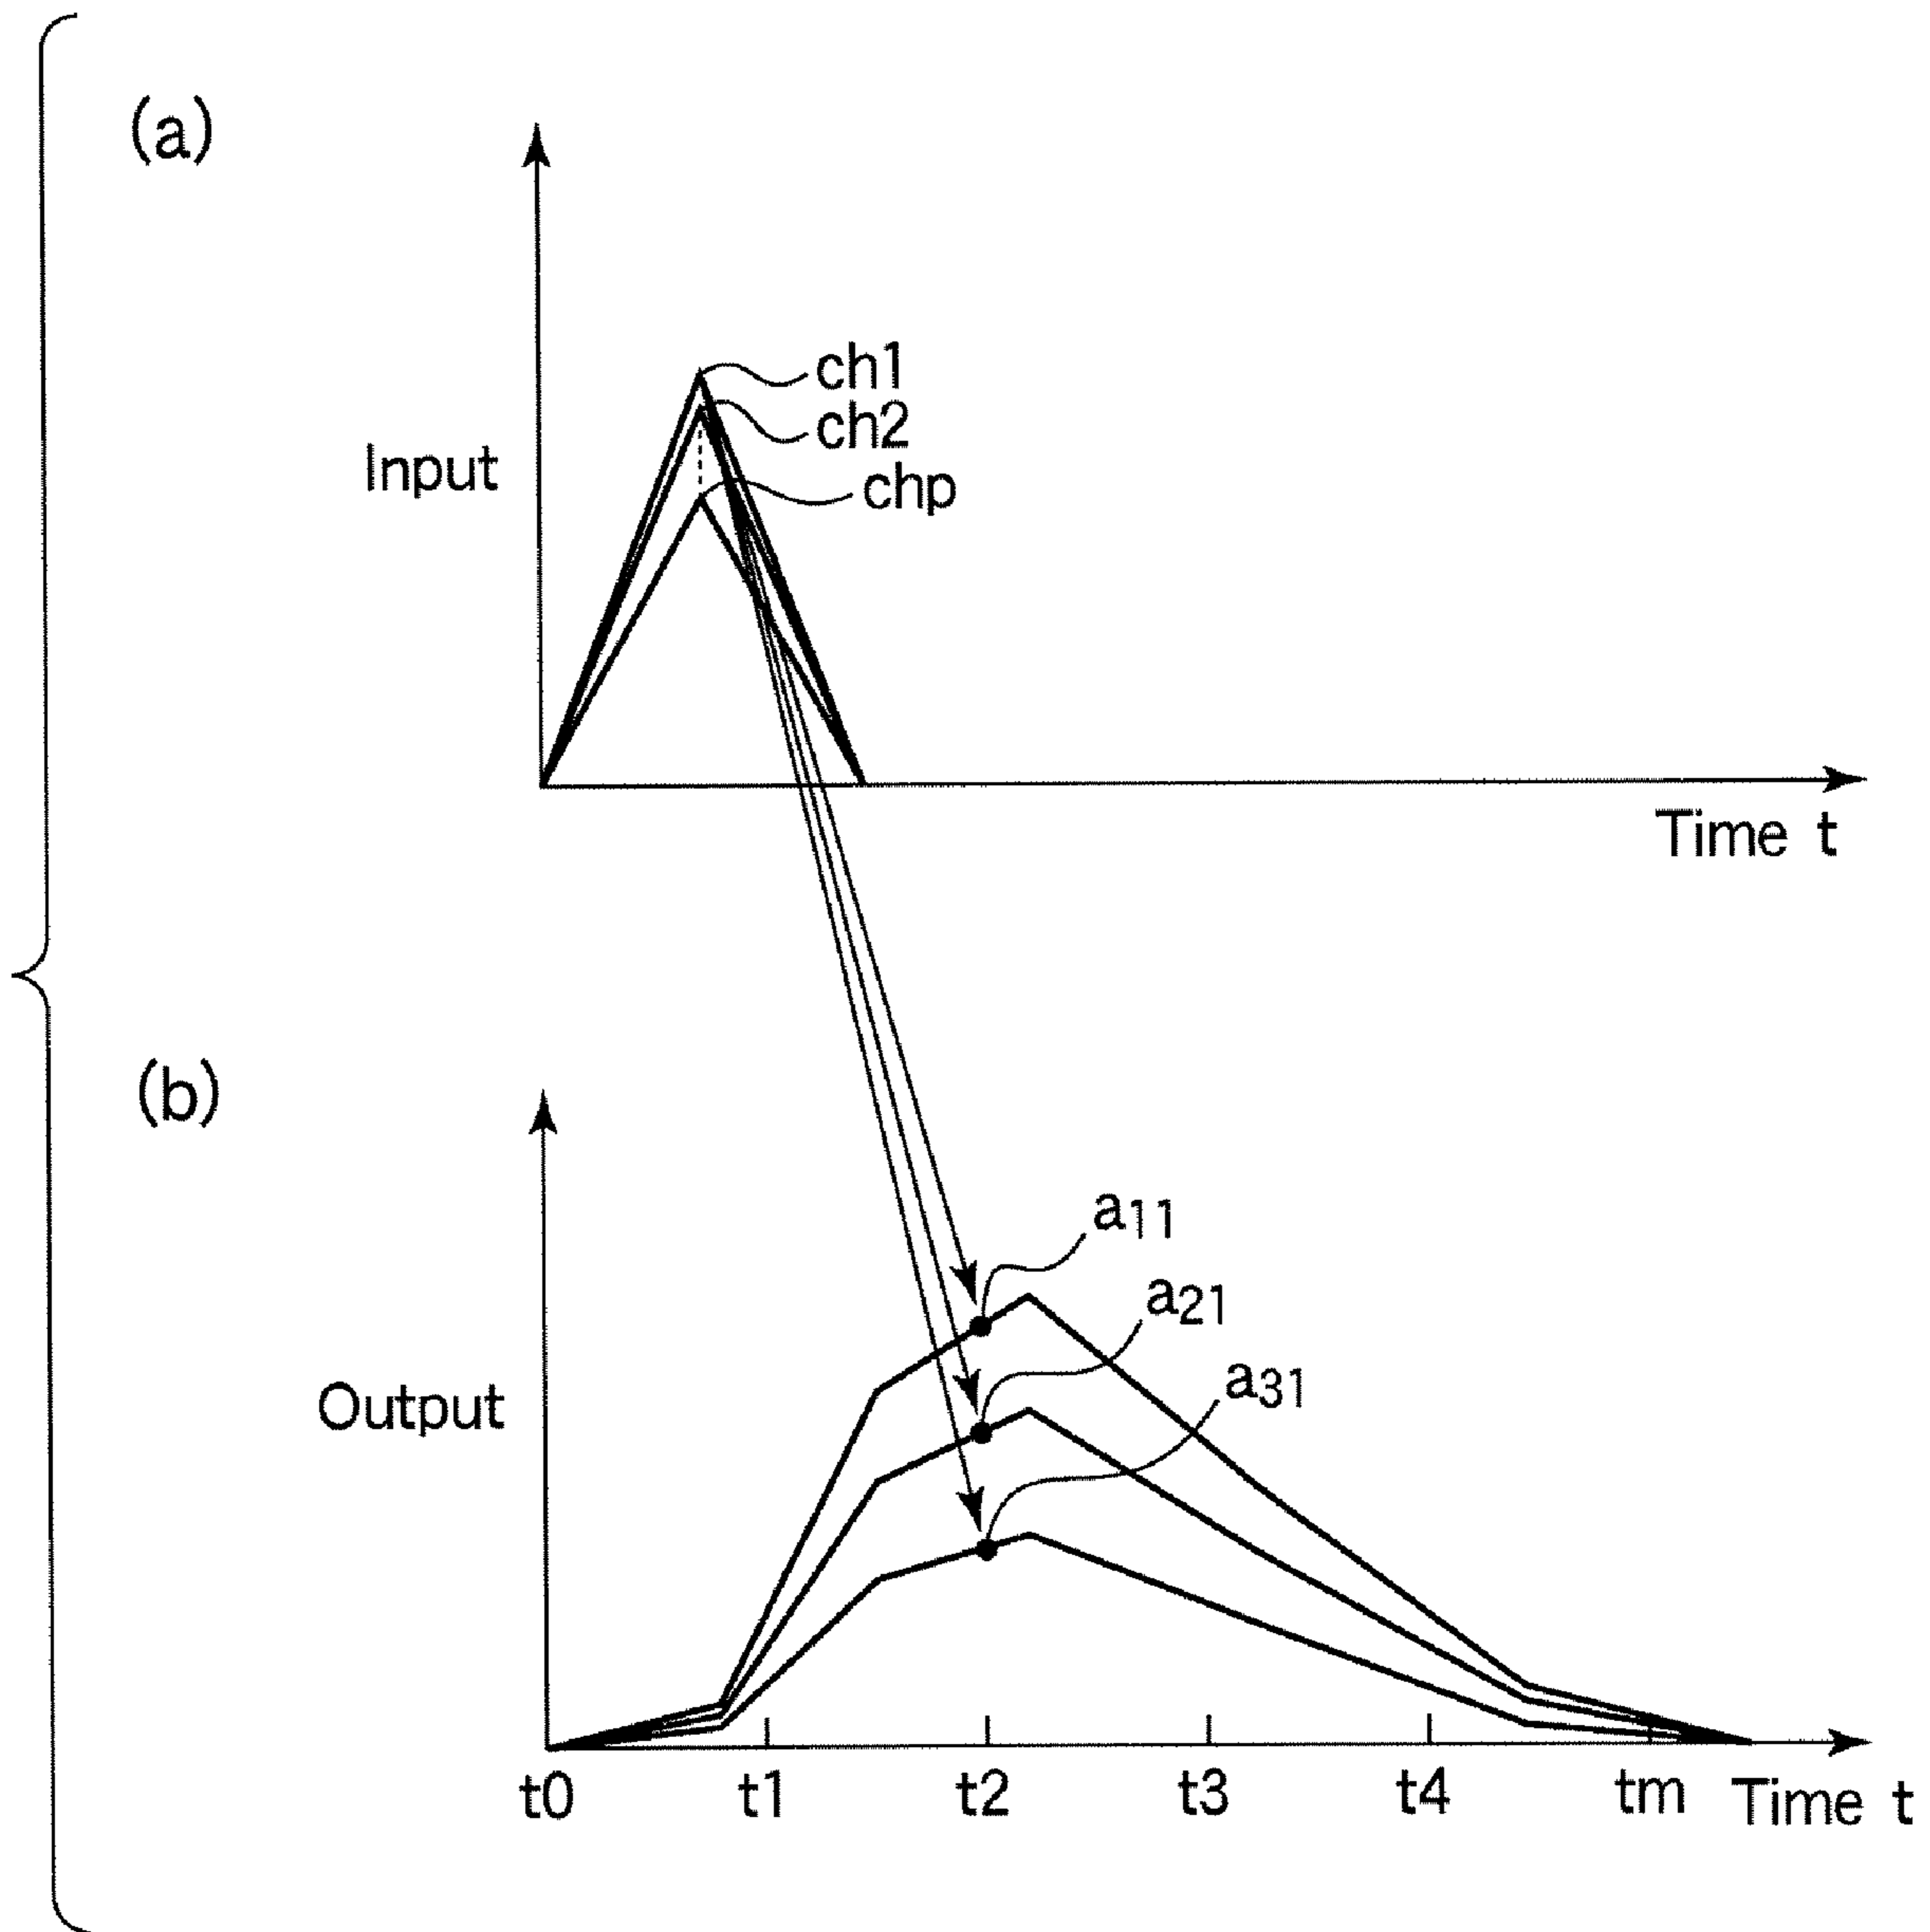 (a)
ch1
ch2
Input
chp
Time t
(b)
a11
a21
a31
Output
t0 t1 t2 t3 t4 tm Time t